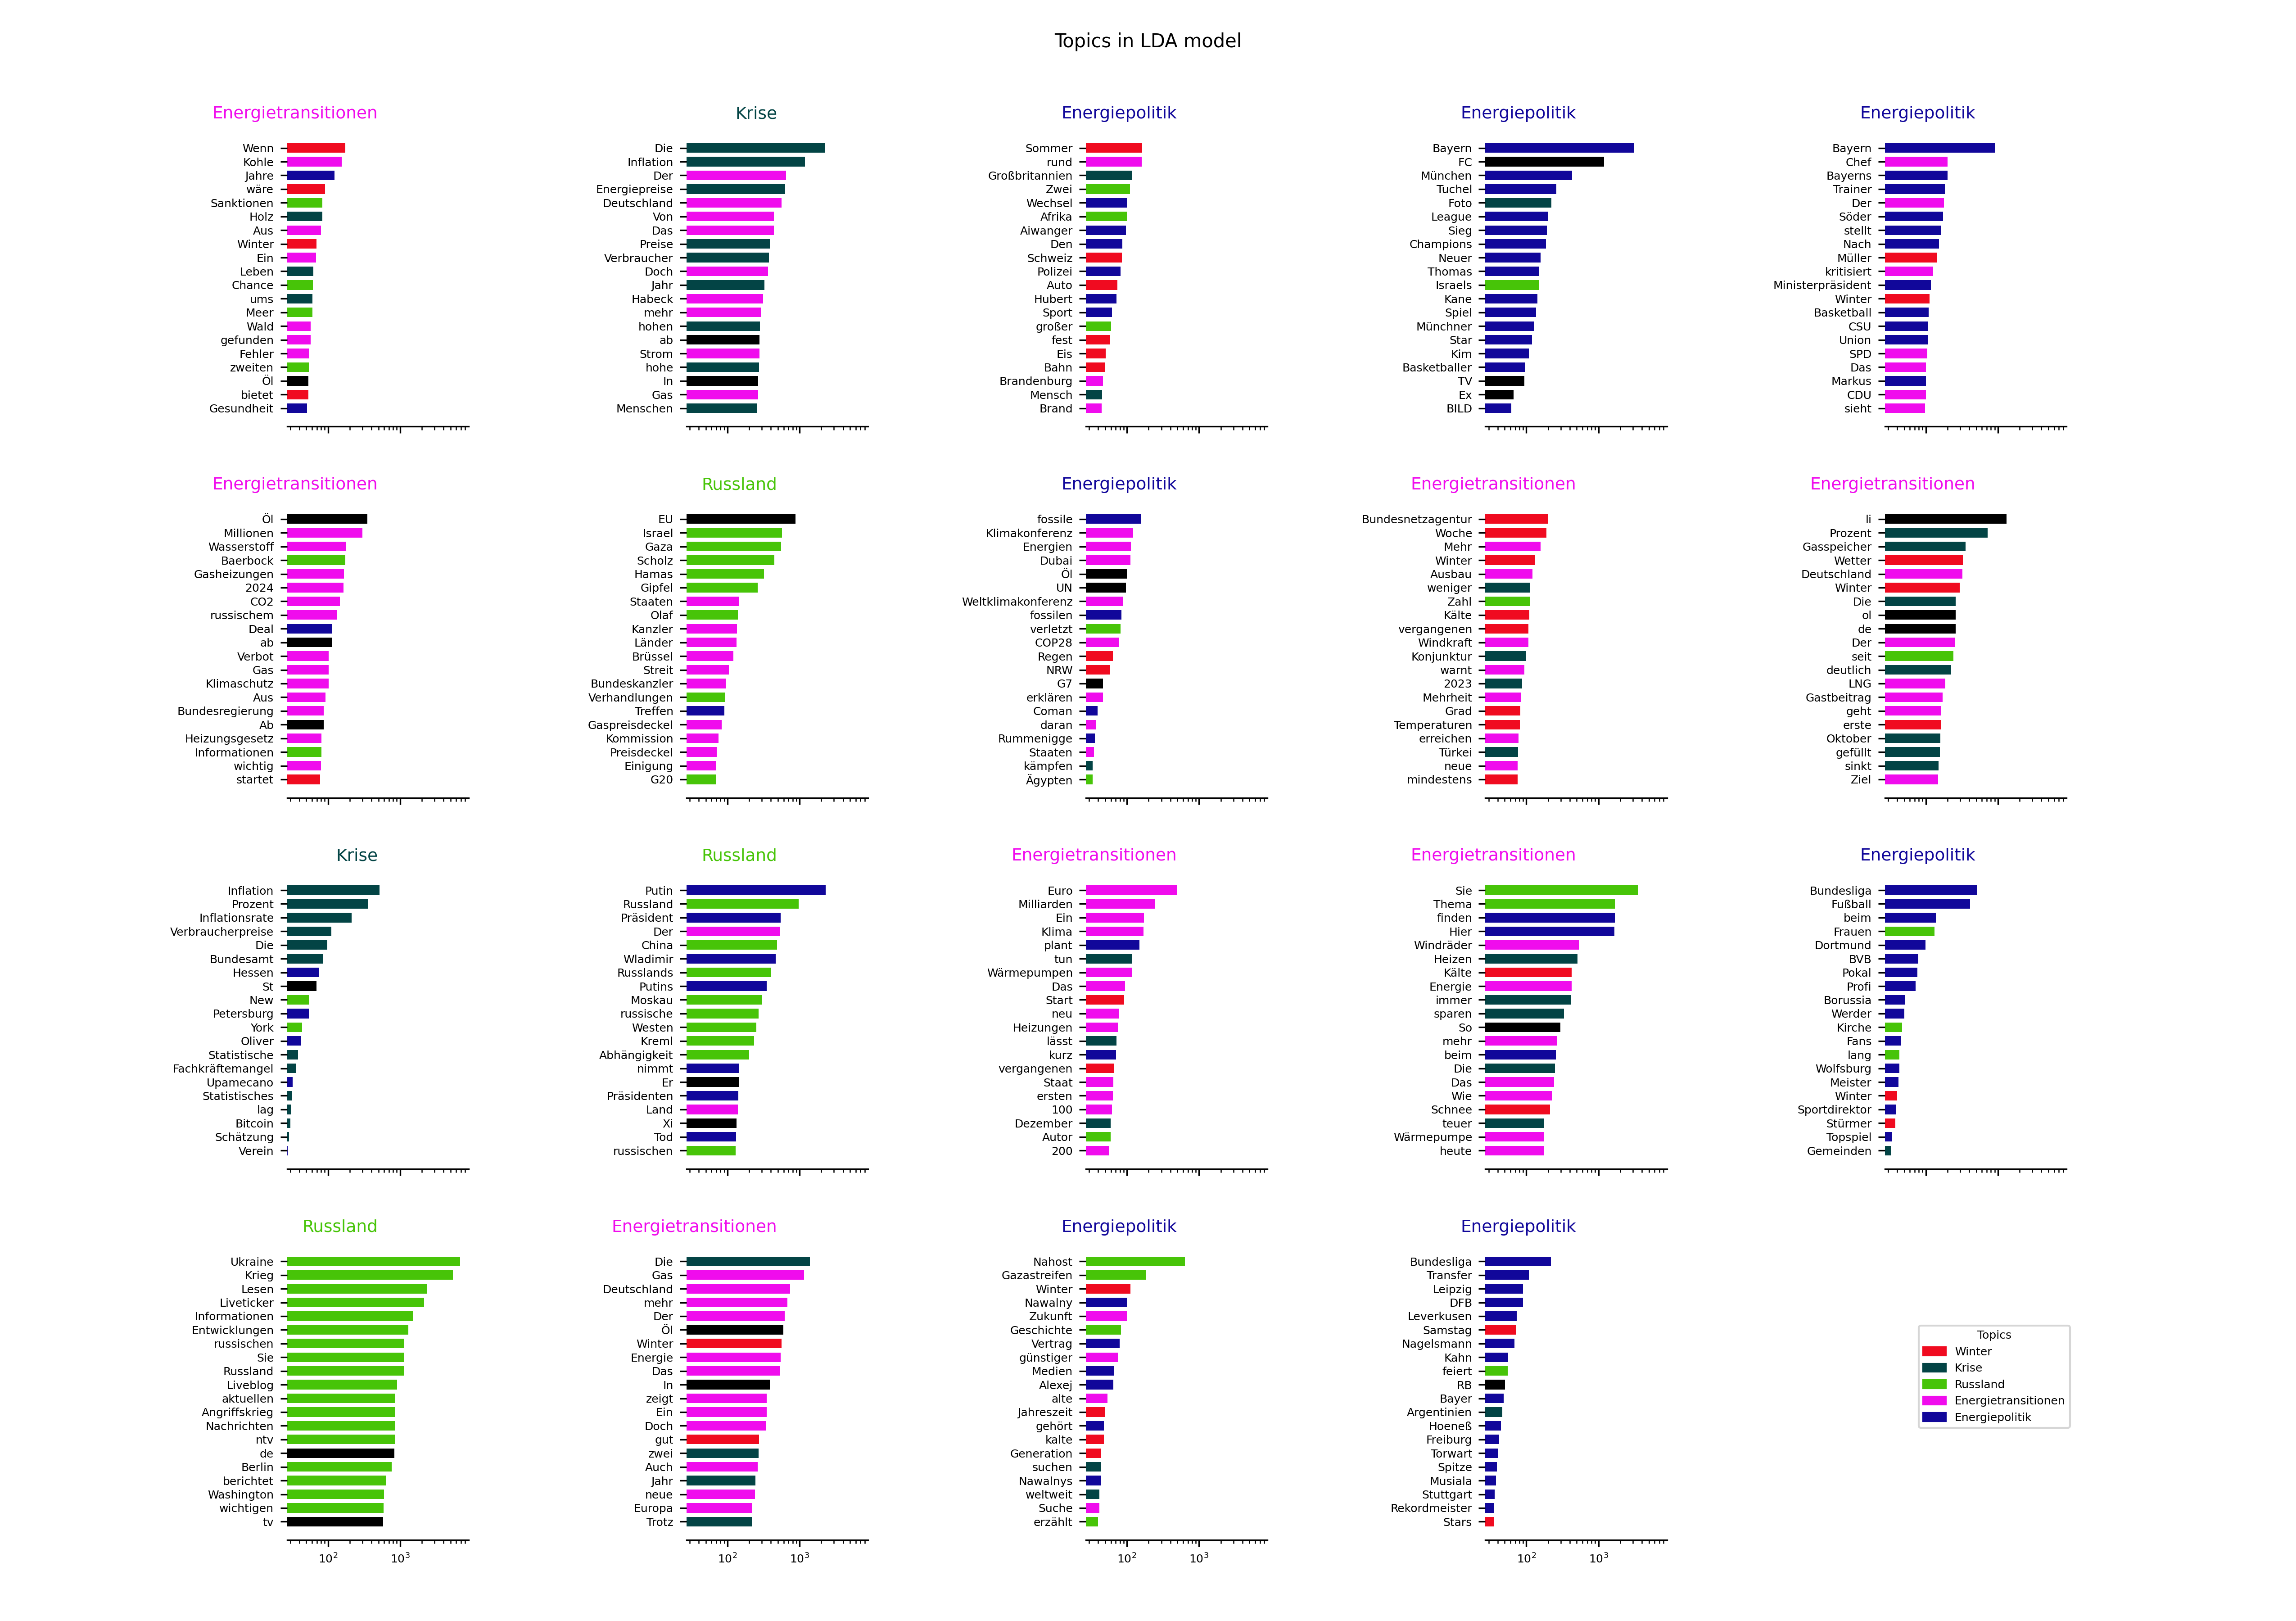 Topics in LDA model
Energietransitionen
Wenn
Kohle
Jahre
wäre
Sanktionen
Holz
Aus
Winter
Ein
Leben
Chance
ums
Meer
Wald
gefunden
Fehler
zweiten
Öl
bietet
Gesundheit
Krise
Die
Inflation
Der
Energiepreise
Deutschland
Von
Das
Preise
Verbraucher
Doch
Jahr
Habeck
mehr
hohen
ab
Strom
hohe
In
Gas
Menschen
Energiepolitik
Sommer
rund
Großbritannien
Zwei
Wechsel
Afrika
Aiwanger
Den
Schweiz
Polizei
Auto
Hubert
Sport
großer
fest
Eis
Bahn
Brandenburg
Mensch
Brand
Energiepolitik
Bayern
FC
München
Tuchel
Foto
League
Sieg
Champions
Neuer
Thomas
Israels
Kane
Spiel
Münchner
Star
Kim
Basketballer
TV
Ex
BILD
Energiepolitik
Bayern
Chef
Bayerns
Trainer
Der
Söder
stellt
Nach
Müller
kritisiert
Ministerpräsident
Winter
Basketball
CSU
Union
SPD
Das
Markus
CDU
sieht
Energietransitionen
Öl
Millionen
Wasserstoff
Baerbock
Gasheizungen
2024
CO2
russischem
Deal
ab
Verbot
Gas
Klimaschutz
Aus
Bundesregierung
Ab
Heizungsgesetz
Informationen
wichtig
startet
Russland
EU
Israel
Gaza
Scholz
Hamas
Gipfel
Staaten
Olaf
Kanzler
Länder
Brüssel
Streit
Bundeskanzler
Verhandlungen
Treffen
Gaspreisdeckel
Kommission
Preisdeckel
Einigung
G20
Energiepolitik
fossile
Klimakonferenz
Energien
Dubai
Öl
UN
Weltklimakonferenz
fossilen
verletzt
COP28
Regen
NRW
G7
erklären
Coman
daran
Rummenigge
Staaten
kämpfen
Ägypten
Energietransitionen
Bundesnetzagentur
Woche
Mehr
Winter
Ausbau
weniger
Zahl
Kälte
vergangenen
Windkraft
Konjunktur
warnt
2023
Mehrheit
Grad
Temperaturen
erreichen
Türkei
neue
mindestens
Energietransitionen
li
Prozent
Gasspeicher
Wetter
Deutschland
Winter
Die
ol
de
Der
seit
deutlich
LNG
Gastbeitrag
geht
erste
Oktober
gefüllt
sinkt
Ziel
Krise
Inflation
Prozent
Inflationsrate
Verbraucherpreise
Die
Bundesamt
Hessen
St
New
Petersburg
York
Oliver
Statistische
Fachkräftemangel
Upamecano
Statistisches
lag
Bitcoin
Schätzung
Verein
Russland
Putin
Russland
Präsident
Der
China
Wladimir
Russlands
Putins
Moskau
russische
Westen
Kreml
Abhängigkeit
nimmt
Er
Präsidenten
Land
Xi
Tod
russischen
Energietransitionen
Euro
Milliarden
Ein
Klima
plant
tun
Wärmepumpen
Das
Start
neu
Heizungen
lässt
kurz
vergangenen
Staat
ersten
100
Dezember
Autor
200
Energietransitionen
Sie
Thema
finden
Hier
Windräder
Heizen
Kälte
Energie
immer
sparen
So
mehr
beim
Die
Das
Wie
Schnee
teuer
Wärmepumpe
heute
Energiepolitik
Bundesliga
Fußball
beim
Frauen
Dortmund
BVB
Pokal
Profi
Borussia
Werder
Kirche
Fans
lang
Wolfsburg
Meister
Winter
Sportdirektor
Stürmer
Topspiel
Gemeinden
Russland
Ukraine
Krieg
Lesen
Liveticker
Informationen
Entwicklungen
russischen
Sie
Russland
Liveblog
aktuellen
Angriffskrieg
Nachrichten
ntv
de
Berlin
berichtet
Washington
wichtigen
tv
10²
10³
Energietransitionen
Die
Gas
Deutschland
mehr
Der
Öl
Winter
Energie
Das
In
zeigt
Ein
Doch
gut
zwei
Auch
Jahr
neue
Europa
Trotz
10²
10³
Energiepolitik
Nahost
Gazastreifen
Winter
Nawalny
Zukunft
Geschichte
Vertrag
günstiger
Medien
Alexej
alte
Jahreszeit
gehört
kalte
Generation
suchen
Nawalnys
weltweit
Suche
erzählt
10²
10³
Energiepolitik
Bundesliga
Transfer
Leipzig
DFB
Leverkusen
Samstag
Nagelsmann
Kahn
feiert
RB
Bayer
Argentinien
Hoeneß
Freiburg
Torwart
Spitze
Musiala
Stuttgart
Rekordmeister
Stars
10²
10³
Topics
Winter
Krise
Russland
Energietransitionen
Energiepolitik